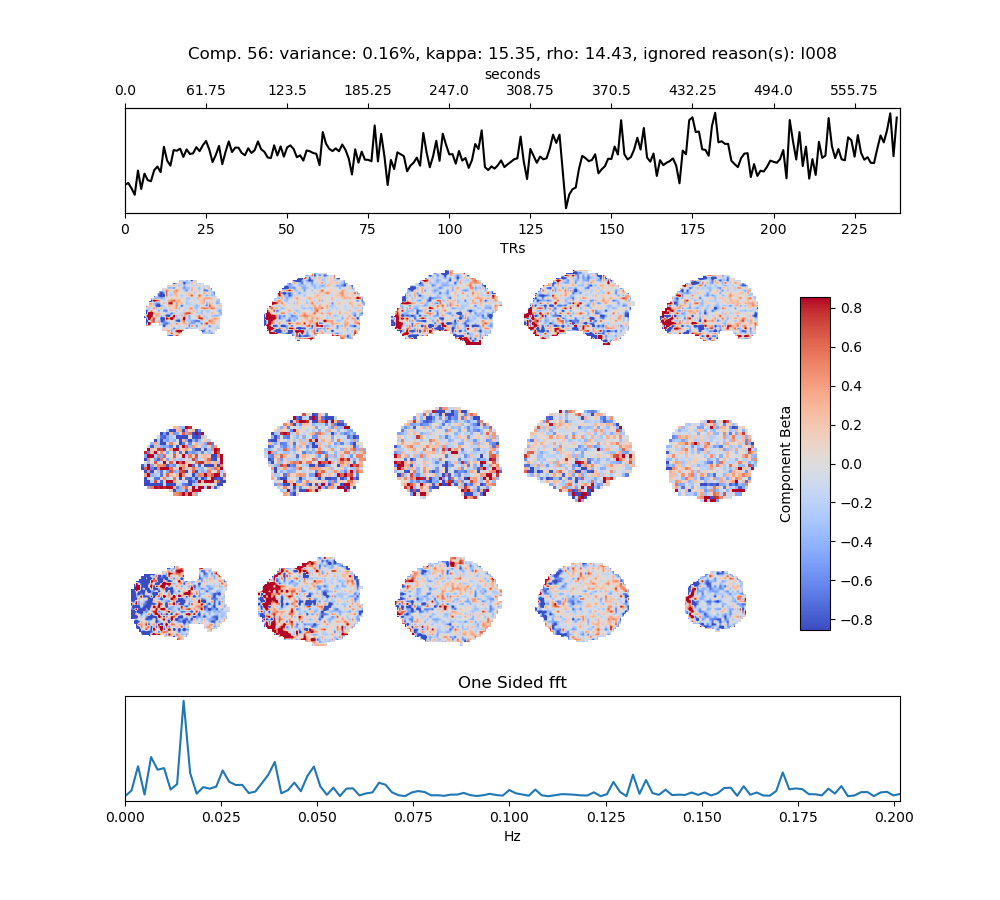 Comp. 56: variance: 0.16%, kappa: 15.35, rho: 14.43, ignored reason(s): I008
seconds
0.0 61.75 123.5 185.25 247.0 308.75 370.5 432.25 494.0 555.75
0 25 50 75 100 125 150 175 200 225
TRs
0.8
0.6
0.4
0.2
0.0
−0.2
−0.4
−0.6
−0.8
Component Beta
One Sided fft
0.000 0.025 0.050 0.075 0.100 0.125 0.150 0.175 0.200
Hz